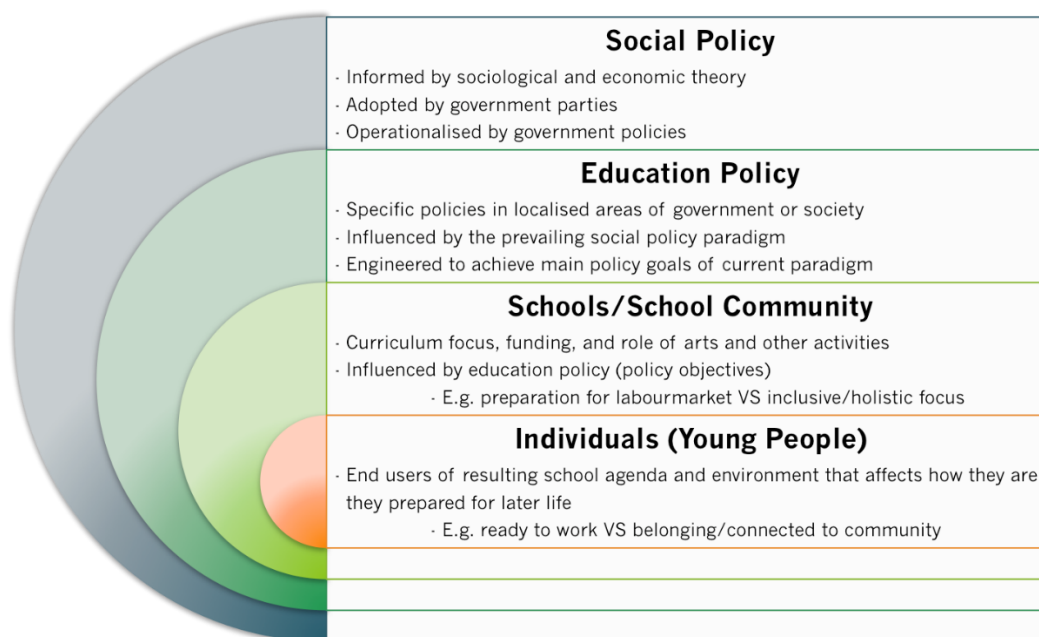 Social Policy
· Informed by sociological and economic theory
· Adopted by government parties
· Operationalised by government policies
Education Policy
· Specific policies in localised areas of government or society
· Influenced by the prevailing social policy paradigm
· Engineered to achieve main policy goals of current paradigm
Schools/School Community
· Curriculum focus, funding, and role of arts and other activities
· Influenced by education policy (policy objectives)
· E.g. preparation for labourmarket VS inclusive/holistic focus
Individuals (Young People)
· End users of resulting school agenda and environment that affects how they are
they prepared for later life
· E.g. ready to work VS belonging/connected to community